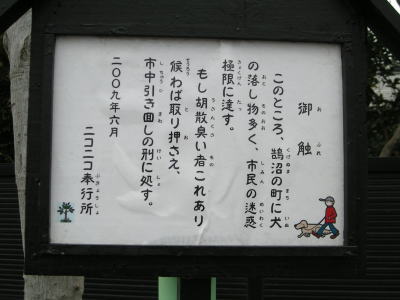 御触
このところ、鵠沼の町に犬
の落し物多く、市民の迷惑
極限に達す。
もし胡散臭い者これあり
候わば取り押さえ、
市中引き回しの刑に処す。
二〇〇九年六月
ニコニコ奉行所